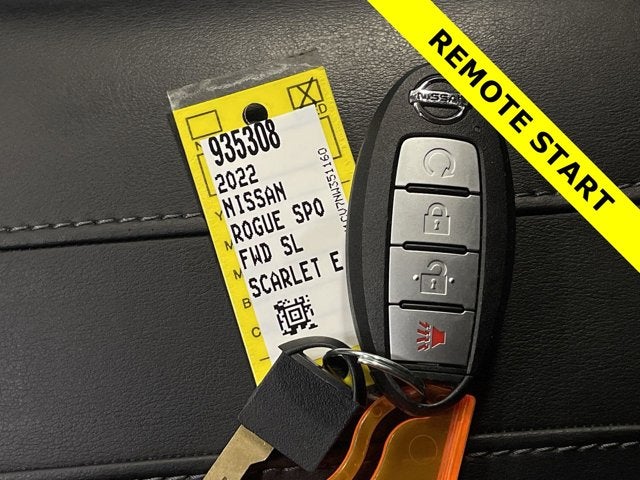 REMOTE START
NISSAN
935308
2022
NISSAN
ROGUE SPO
FWD SL
SCARLET E